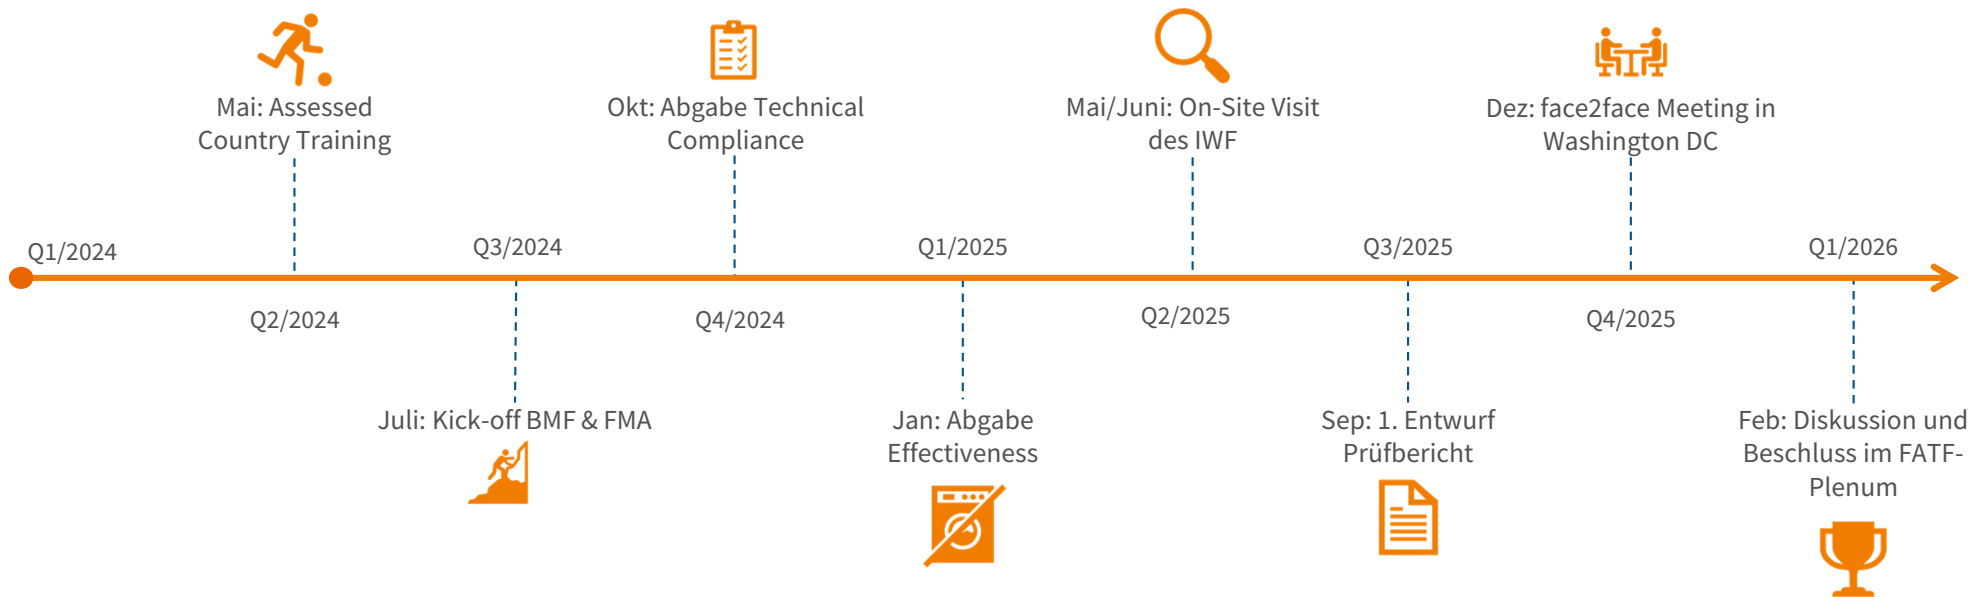 Mai: Assessed
Country Training
Okt: Abgabe Technical
Compliance
Mai/Juni: On-Site Visit
des IWF
Dez: face2face Meeting in
Washington DC
Q1/2024
Q3/2024
Q1/2025
Q3/2025
Q1/2026
Q2/2024
Q4/2024
Q2/2025
Q4/2025
Juli: Kick-off BMF & FMA
Jan: Abgabe
Effectiveness
Sep: 1. Entwurf
Prüfbericht
Feb: Diskussion und
Beschluss im FATF-
Plenum